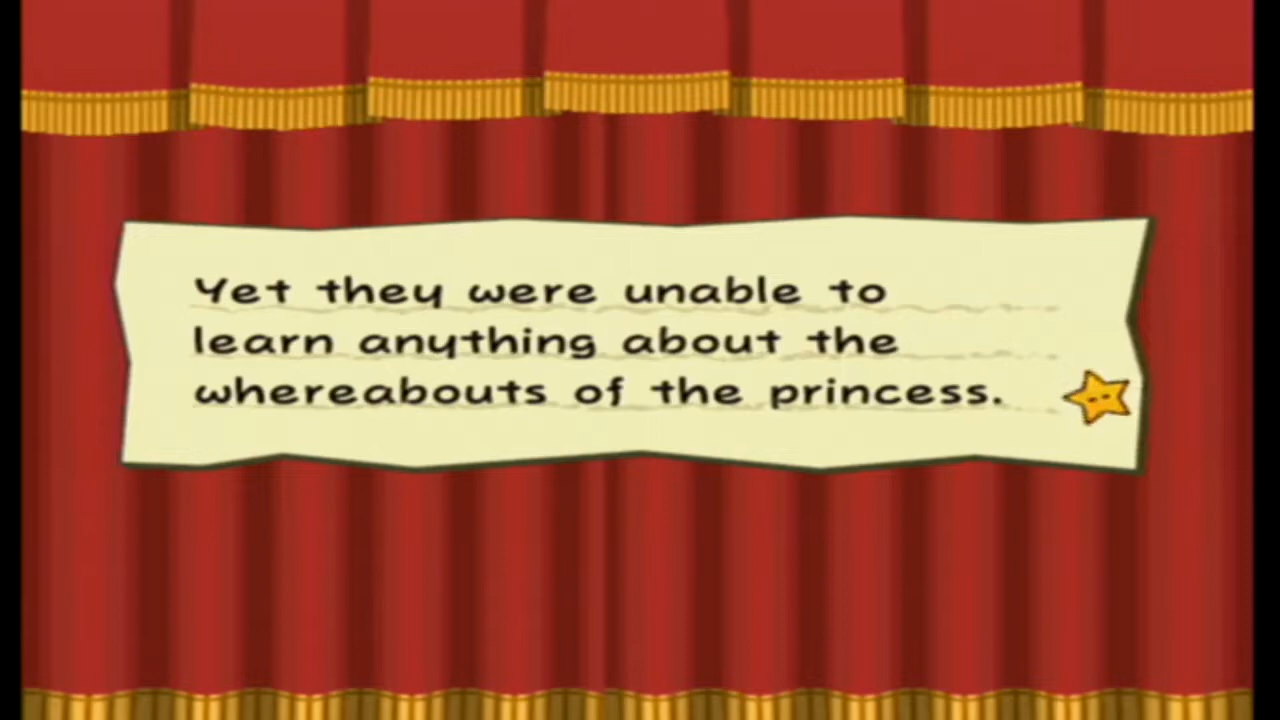 Yet they were unable to
learn anything about the
whereabouts of the princess.